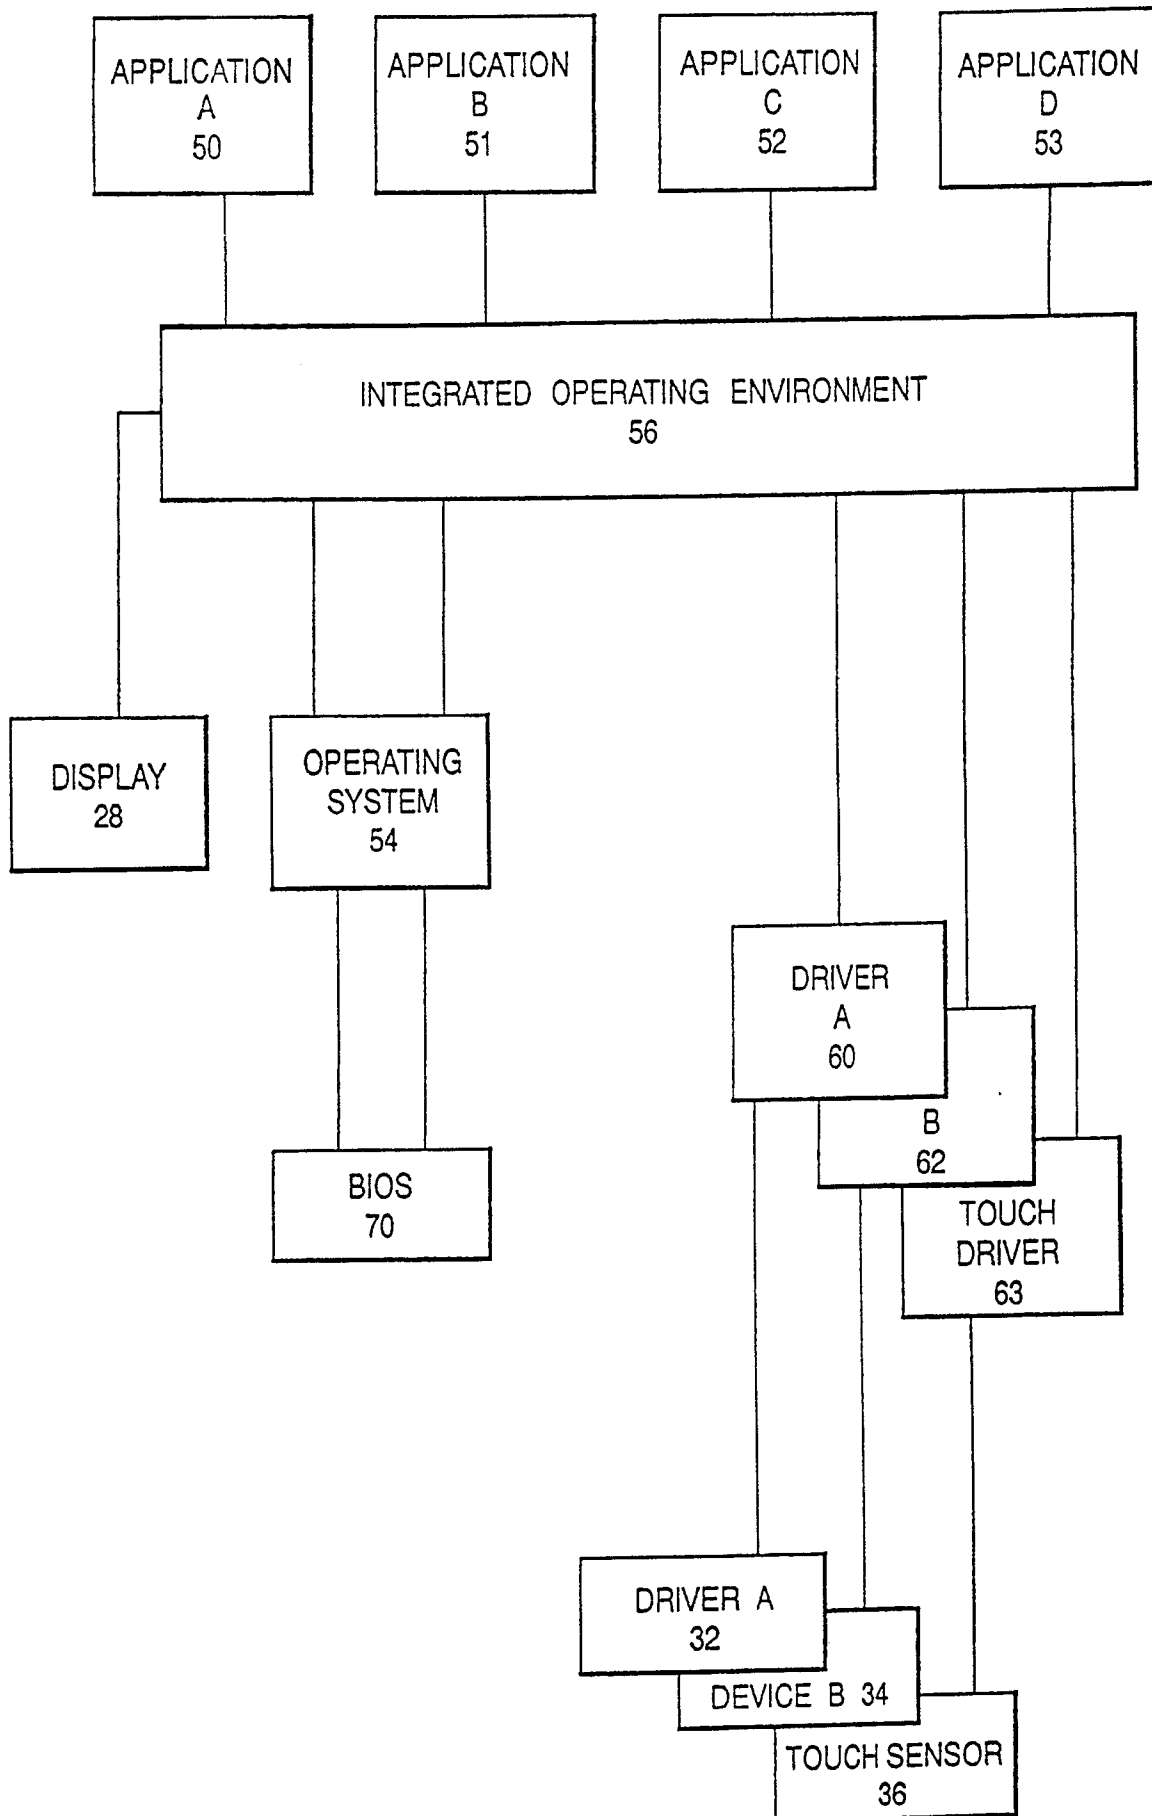 APPLICATION
A
50
APPLICATION
B
51
APPLICATION
C
52
APPLICATION
D
53
INTEGRATED OPERATING ENVIRONMENT
56
DISPLAY
28
OPERATING
SYSTEM
54
DRIVER
A
60
B
62
BIOS
70
TOUCH
DRIVER
63
DRIVER A
32
DEVICE B 34
TOUCH SENSOR
36